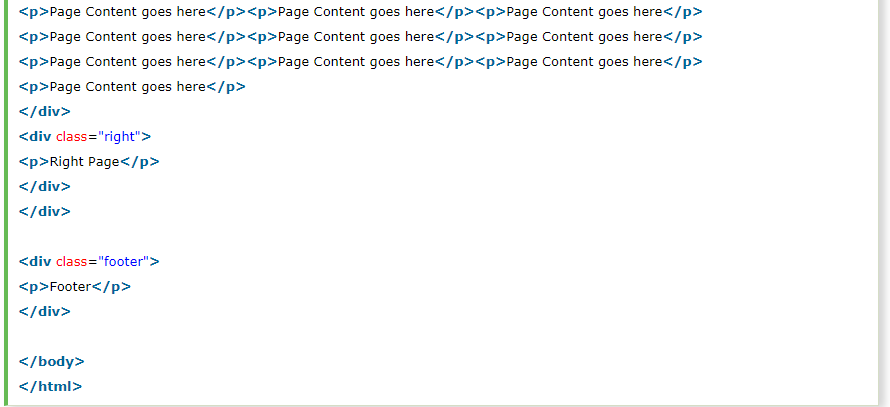 <p>Page Content goes here</p><p>Page Content goes here</p><p>Page Content goes here</p>
<p>Page Content goes here</p><p>Page Content goes here</p><p>Page Content goes here</p>
<p>Page Content goes here</p><p>Page Content goes here</p><p>Page Content goes here</p>
<p>Page Content goes here</p>
</div>
<div class="right">
<p>Right Page</p>
</div>
</div>
<div class="footer">
<p>Footer</p>
</div>
</body>
</html>